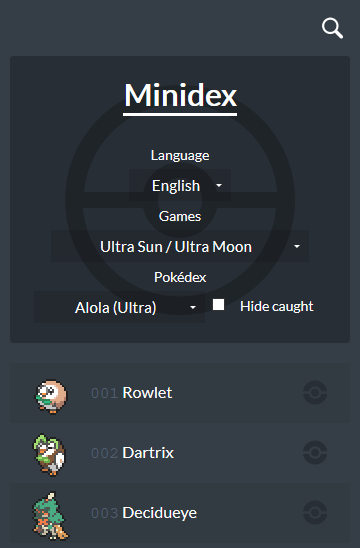 Minidex
Language
English
Games
Ultra Sun / Ultra Moon
Pokédex
Alola (Ultra) Hide caught
001 Rowlet
002 Dartrix
003 Decidueye